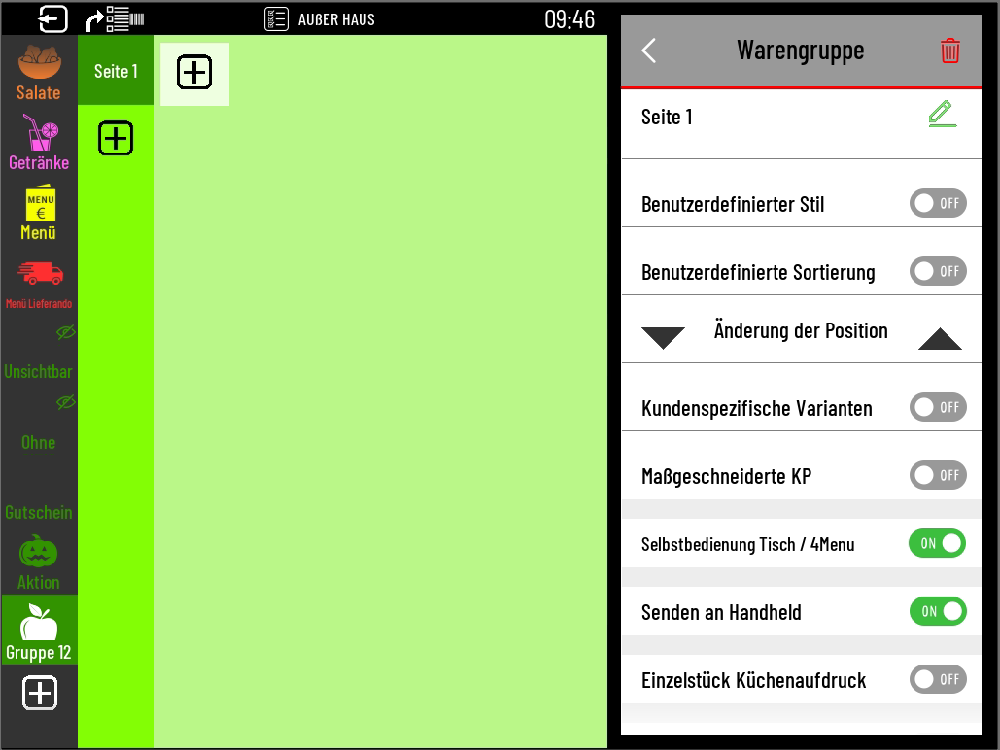 AUßER HAUS
09:46
Salate
Getränke
MENU
€
Menü
Menü Lieferando
Unsichtbar
Ohne
Gutschein
Aktion
Gruppe 12
Seite 1
Warengruppe
Seite 1
Benutzerdefinierter Stil
OFF
Benutzerdefinierte Sortierung
OFF
Änderung der Position
Kundenspezifische Varianten
OFF
Maßgeschneiderte KP
OFF
Selbstbedienung Tisch / 4Menu
ON
Senden an Handheld
ON
Einzelstück Küchenaufdruck
OFF